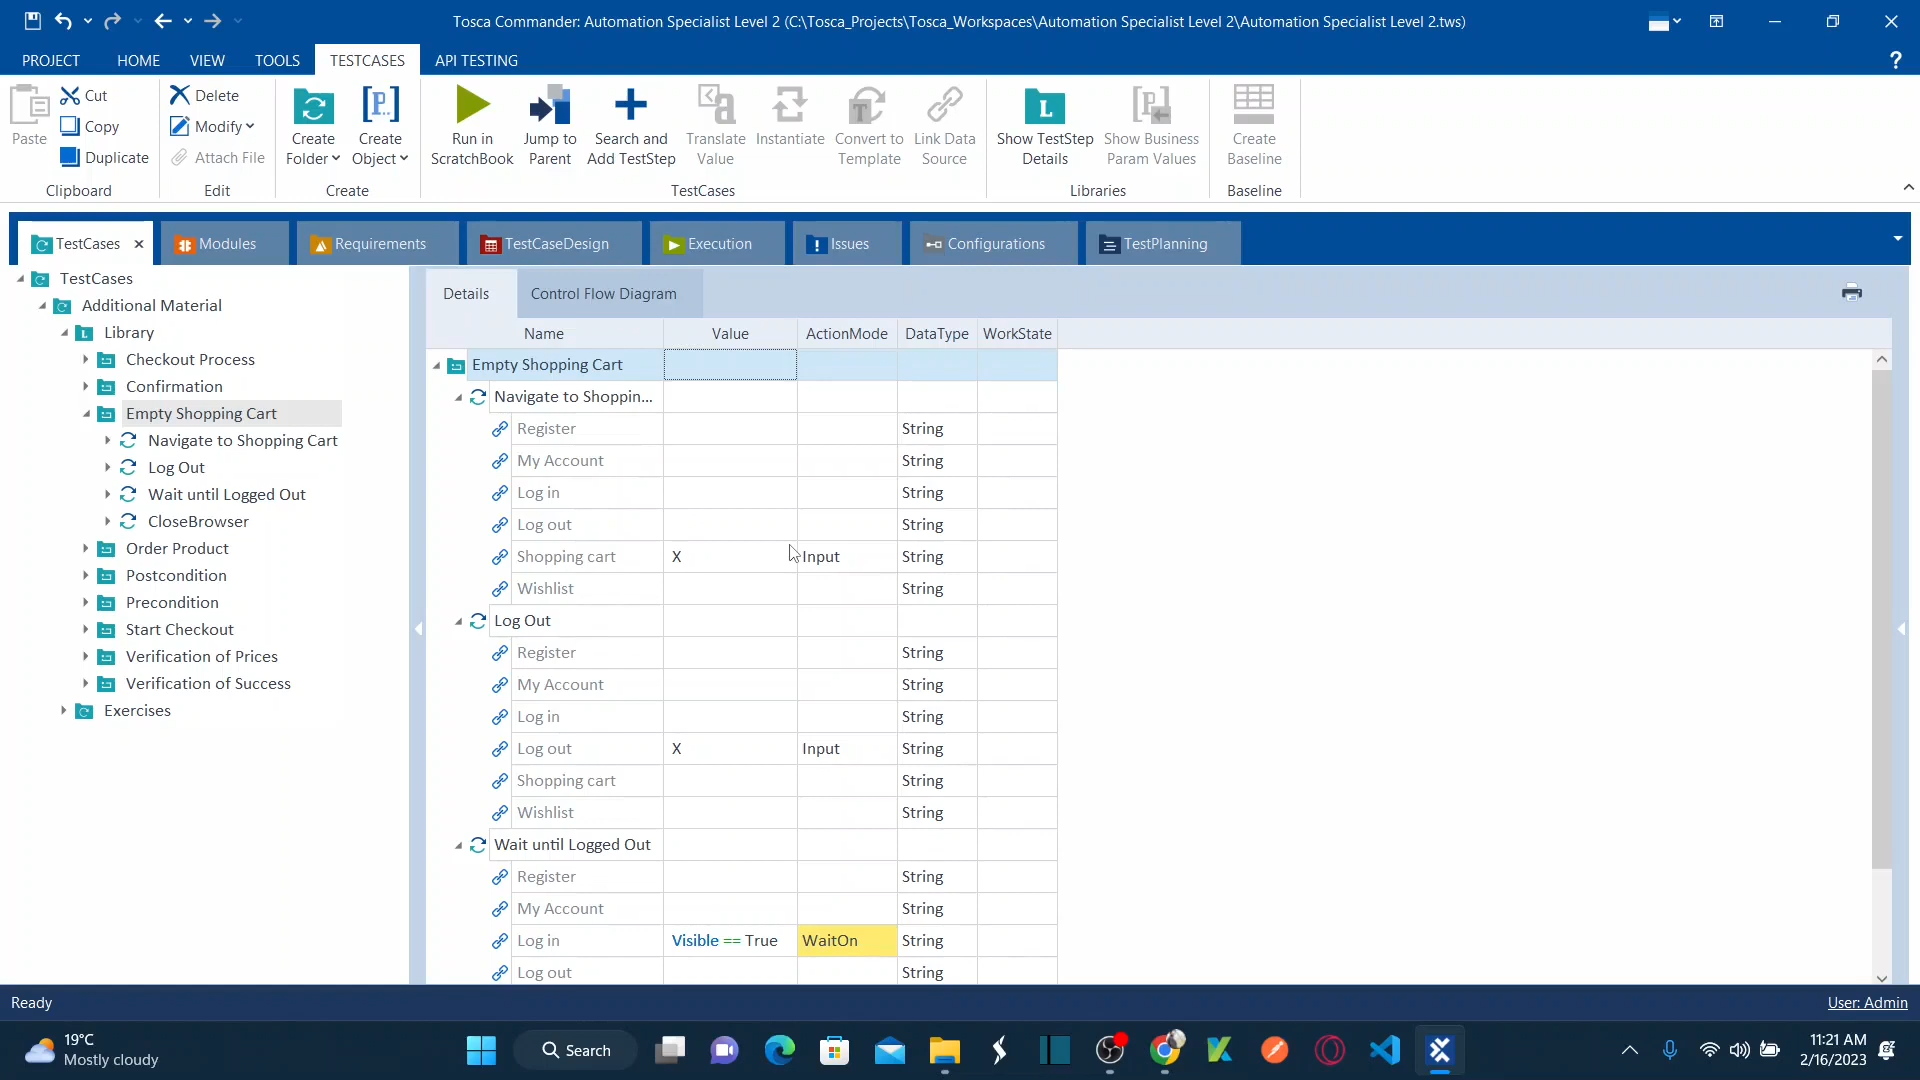 Tosca Commander: Automation Specialist Level 2 (C:\Tosca_Projects\Tosca_Workspaces\Automation Specialist Level 2\Automation Specialist Level 2.tws)
PROJECT HOME VIEW TOOLS TESTCASES API TESTING ?
Paste Cut Copy Duplicate Clipboard
Delete Modify Attach File Edit
Create Folder Create Object Create
Run in ScratchBook Jump to Parent Search and Add TestStep Translate Value Instantiate Convert to Template Link Data Source TestCases
Show TestStep Details Show Business Param Values Libraries
Create Baseline Baseline
TestCases Modules Requirements TestCaseDesign Execution Issues Configurations TestPlanning
TestCases
Additional Material
Library
Checkout Process
Confirmation
Empty Shopping Cart
Navigate to Shopping Cart
Log Out
Wait until Logged Out
CloseBrowser
Order Product
Postcondition
Precondition
Start Checkout
Verification of Prices
Verification of Success
Exercises
Details Control Flow Diagram
Name Value ActionMode DataType WorkState
Empty Shopping Cart
Navigate to Shoppin...
Register String
My Account String
Log in String
Log out String
Shopping cart X Input String
Wishlist String
Log Out
Register String
My Account String
Log in String
Log out X Input String
Shopping cart String
Wishlist String
Wait until Logged Out
Register String
My Account String
Log in Visible == True WaitOn String
Log out String
Ready User: Admin
19°C
Mostly cloudy
Search
11:21 AM
2/16/2023